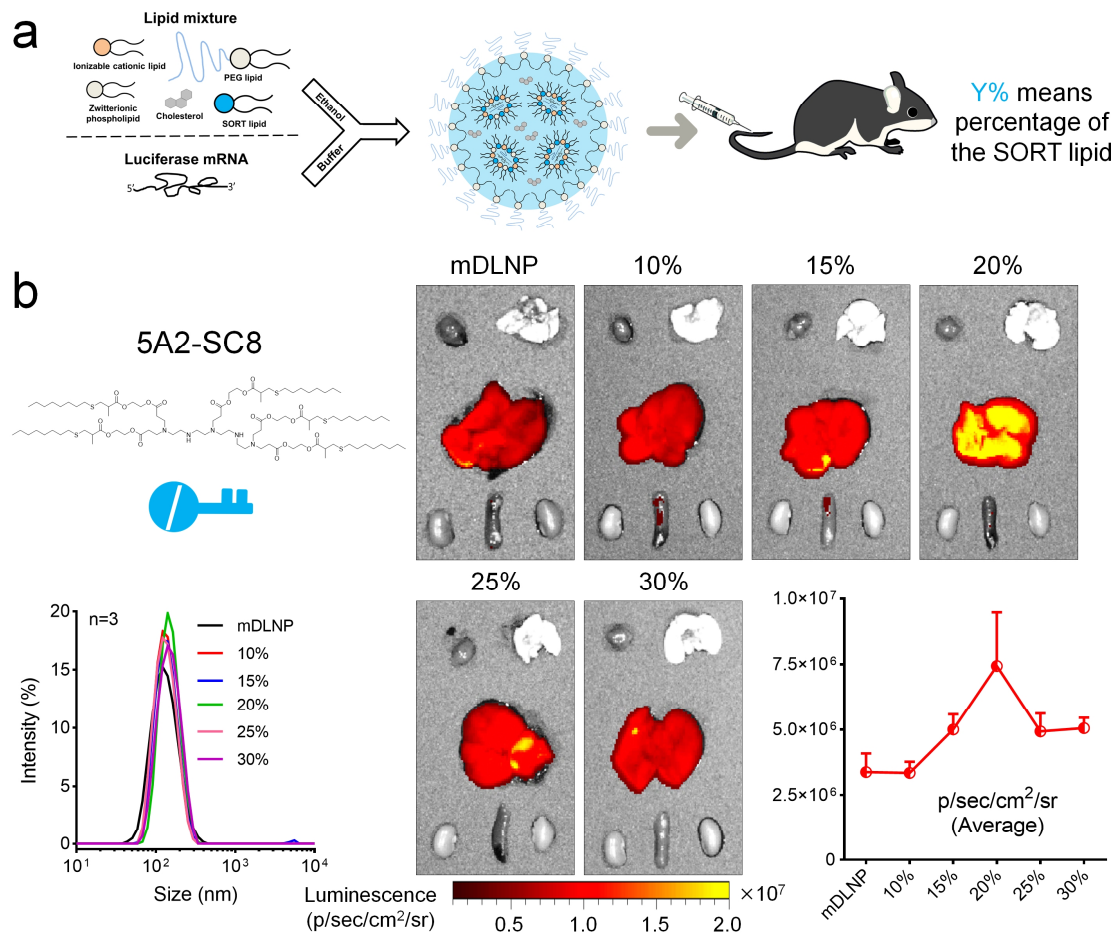 a
Lipid mixture
Ionizable cationic lipid
PEG lipid
Zwitterionic
phospholipid
Cholesterol
SORT lipid
Luciferase mRNA
5’
3’
Ethanol
Buffer
Y% means
percentage of
the SORT lipid
b
5A2-SC8
O
O
S
O
O
O
O
S
O
O
O
O
S
O
O
O
O
S
O
O
O
O
S
O
O
O
O
N
N
H
N
NH
N
mDLNP
10%
15%
20%
25%
30%
n=3
mDLNP
10%
15%
20%
25%
30%
Intensity (%)
20
15
10
5
0
10¹
10²
10³
10⁴
Size (nm)
Luminescence
(p/sec/cm²/sr)
0.5
1.0
1.5
2.0
×10⁷
1.0×10⁷
7.5×10⁶
5.0×10⁶
2.5×10⁶
0
p/sec/cm²/sr
(Average)
mDLNP
10%
15%
20%
25%
30%